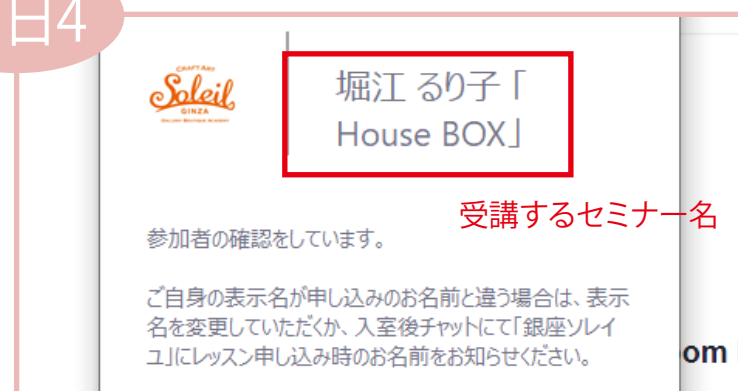 日4
CRAFT ART
Soleil
GINZA
GALLERY BOUTIQUE ACADEMY
堀江 るり子「
House BOX」
受講するセミナー名
参加者の確認をしています。
ご自身の表示名が申し込みのお名前と違う場合は、表示
名を変更していただくか、入室後チャットにて「銀座ソレイ
ユ」にレッスン申し込み時のお名前をお知らせください。
om